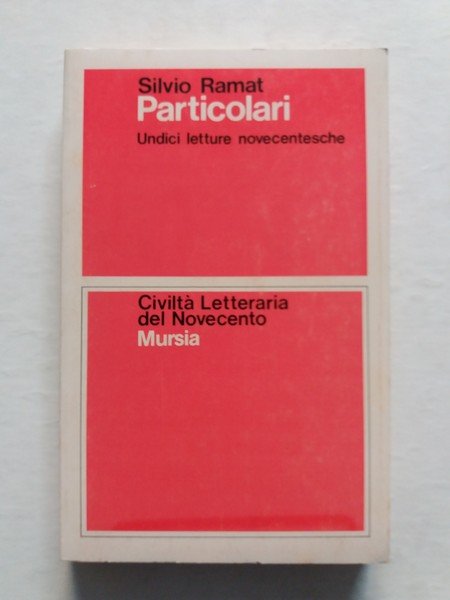 Silvio Ramat
Particolari
Undici letture novecentesche
Civiltà Letteraria
del Novecento
Mursia